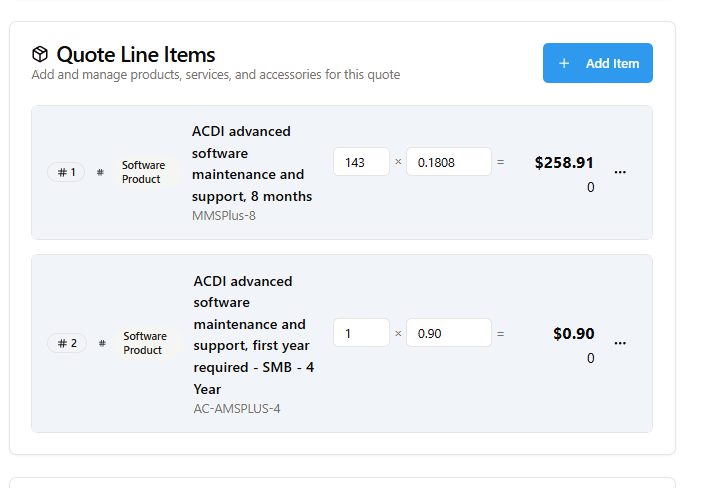 Quote Line Items
Add and manage products, services, and accessories for this quote
+ Add Item
# 1
#
Software
Product
ACDI advanced
software
maintenance and
support, 8 months
MMSPlus-8
143 × 0.1808 = $258.91
0
...
# 2
#
Software
Product
ACDI advanced
software
maintenance and
support, first year
required - SMB - 4
Year
AC-AMSPLUS-4
1 × 0.90 = $0.90
0
...